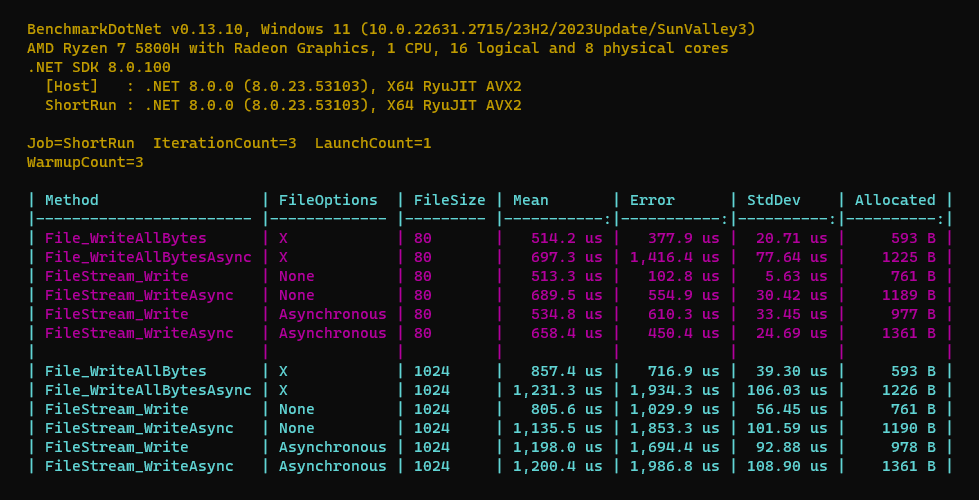 BenchmarkDotNet v0.13.10, Windows 11 (10.0.22631.2715/23H2/2023Update/SunValley3)
AMD Ryzen 7 5800H with Radeon Graphics, 1 CPU, 16 logical and 8 physical cores
.NET SDK 8.0.100
  [Host]   : .NET 8.0.0 (8.0.23.53103), X64 RyuJIT AVX2
  ShortRun : .NET 8.0.0 (8.0.23.53103), X64 RyuJIT AVX2

Job=ShortRun  IterationCount=3  LaunchCount=1
WarmupCount=3

| Method                  | FileOptions  | FileSize | Mean       | Error      | StdDev    | Allocated |
|------------------------ |------------- |--------- |-----------:|-----------:|----------:|----------:|
| File_WriteAllBytes      | X            | 80       |   514.2 us |   377.9 us |  20.71 us |     593 B |
| File_WriteAllBytesAsync | X            | 80       |   697.3 us | 1,416.4 us |  77.64 us |    1225 B |
| FileStream_Write        | None         | 80       |   513.3 us |   102.8 us |   5.63 us |     761 B |
| FileStream_WriteAsync   | None         | 80       |   689.5 us |   554.9 us |  30.42 us |    1189 B |
| FileStream_Write        | Asynchronous | 80       |   534.8 us |   610.3 us |  33.45 us |     977 B |
| FileStream_WriteAsync   | Asynchronous | 80       |   658.4 us |   450.4 us |  24.69 us |    1361 B |
|                         |              |          |            |            |           |           |
| File_WriteAllBytes      | X            | 1024     |   857.4 us |   716.9 us |  39.30 us |     593 B |
| File_WriteAllBytesAsync | X            | 1024     | 1,231.3 us | 1,934.3 us | 106.03 us |    1226 B |
| FileStream_Write        | None         | 1024     |   805.6 us | 1,029.9 us |  56.45 us |     761 B |
| FileStream_WriteAsync   | None         | 1024     | 1,135.5 us | 1,853.3 us | 101.59 us |    1190 B |
| FileStream_Write        | Asynchronous | 1024     | 1,198.0 us | 1,694.4 us |  92.88 us |     978 B |
| FileStream_WriteAsync   | Asynchronous | 1024     | 1,200.4 us | 1,986.8 us | 108.90 us |    1361 B |